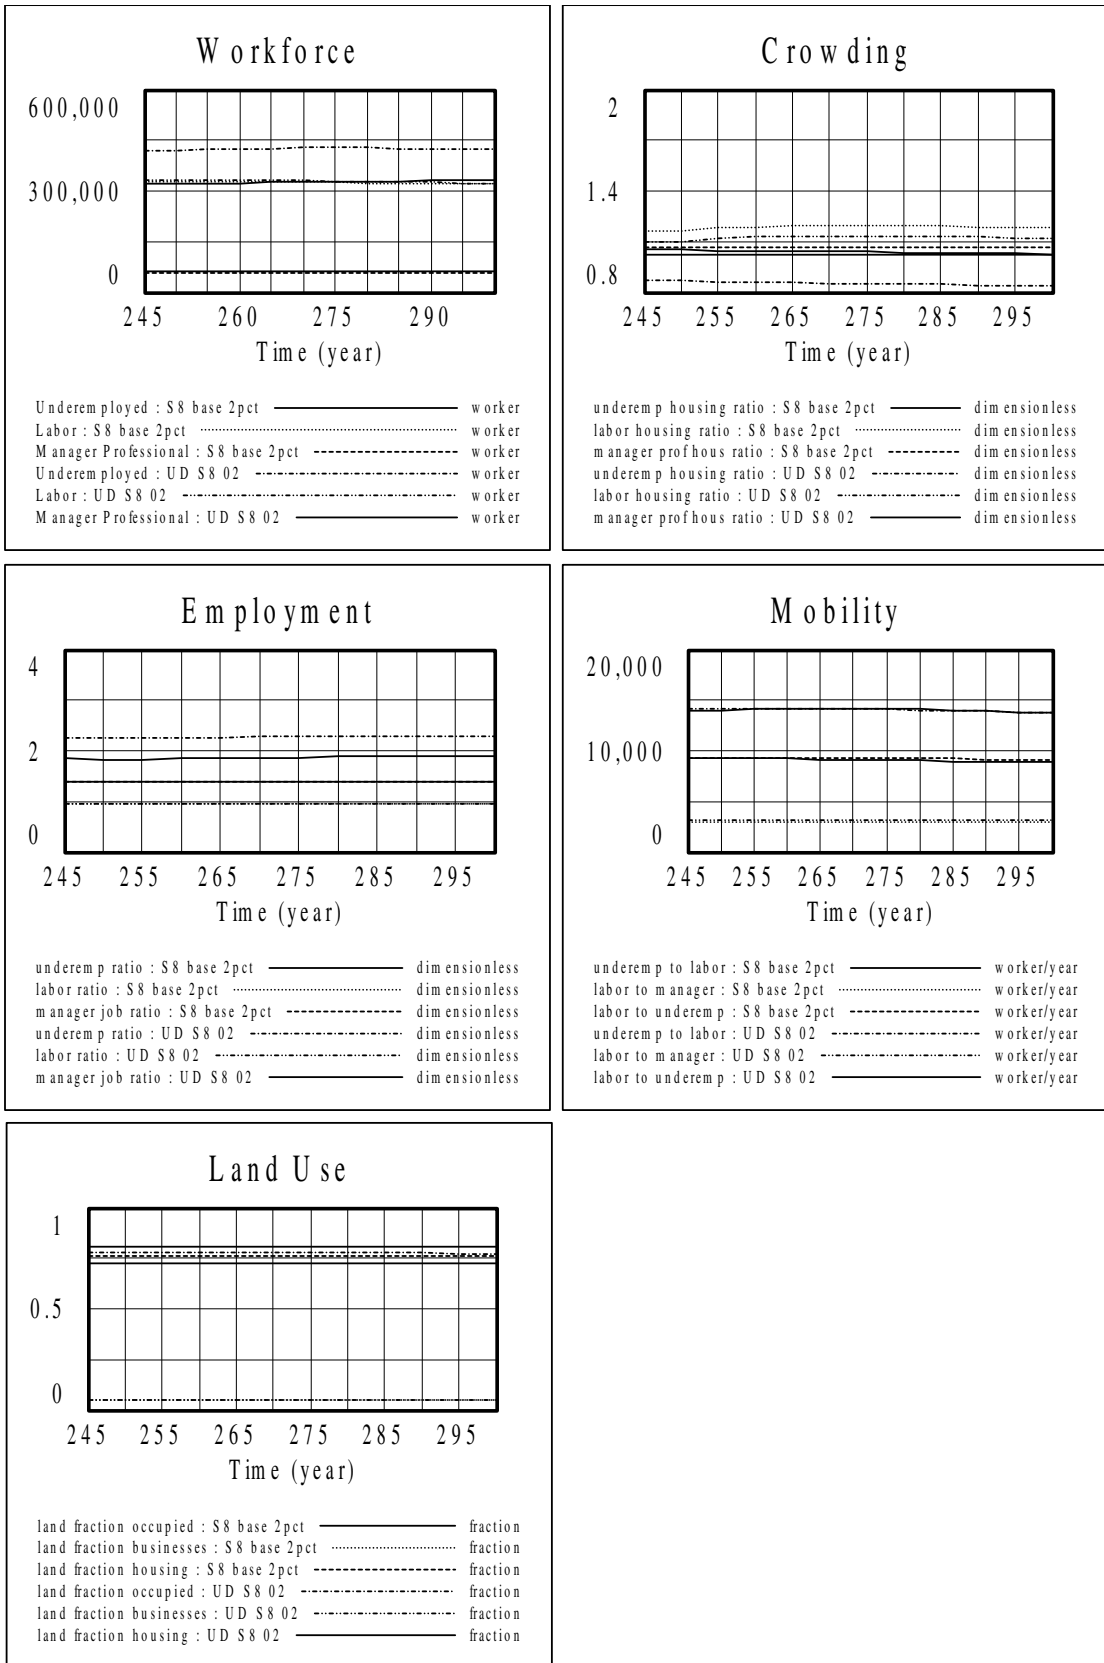 Workforce
600,000
300,000
0
245 260 275 290
Time (year)
Underemployed : S8 base 2pct worker
Labor : S8 base 2pct worker
Manager Professional : S8 base 2pct worker
Underemployed : UD S8 02 worker
Labor : UD S8 02 worker
Manager Professional : UD S8 02 worker
Crowding
2
1.4
0.8
245 255 265 275 285 295
Time (year)
underemp housing ratio : S8 base 2pct dimensionless
labor housing ratio : S8 base 2pct dimensionless
manager prof hous ratio : S8 base 2pct dimensionless
underemp housing ratio : UD S8 02 dimensionless
labor housing ratio : UD S8 02 dimensionless
manager prof hous ratio : UD S8 02 dimensionless
Employment
4
2
0
245 255 265 275 285 295
Time (year)
underemp ratio : S8 base 2pct dimensionless
labor ratio : S8 base 2pct dimensionless
manager job ratio : S8 base 2pct dimensionless
underemp ratio : UD S8 02 dimensionless
labor ratio : UD S8 02 dimensionless
manager job ratio : UD S8 02 dimensionless
Mobility
20,000
10,000
0
245 255 265 275 285 295
Time (year)
underemp to labor : S8 base 2pct worker/year
labor to manager : S8 base 2pct worker/year
labor to underemp : S8 base 2pct worker/year
underemp to labor : UD S8 02 worker/year
labor to manager : UD S8 02 worker/year
labor to underemp : UD S8 02 worker/year
Land Use
1
0.5
0
245 255 265 275 285 295
Time (year)
land fraction occupied : S8 base 2pct fraction
land fraction businesses : S8 base 2pct fraction
land fraction housing : S8 base 2pct fraction
land fraction occupied : UD S8 02 fraction
land fraction businesses : UD S8 02 fraction
land fraction housing : UD S8 02 fraction